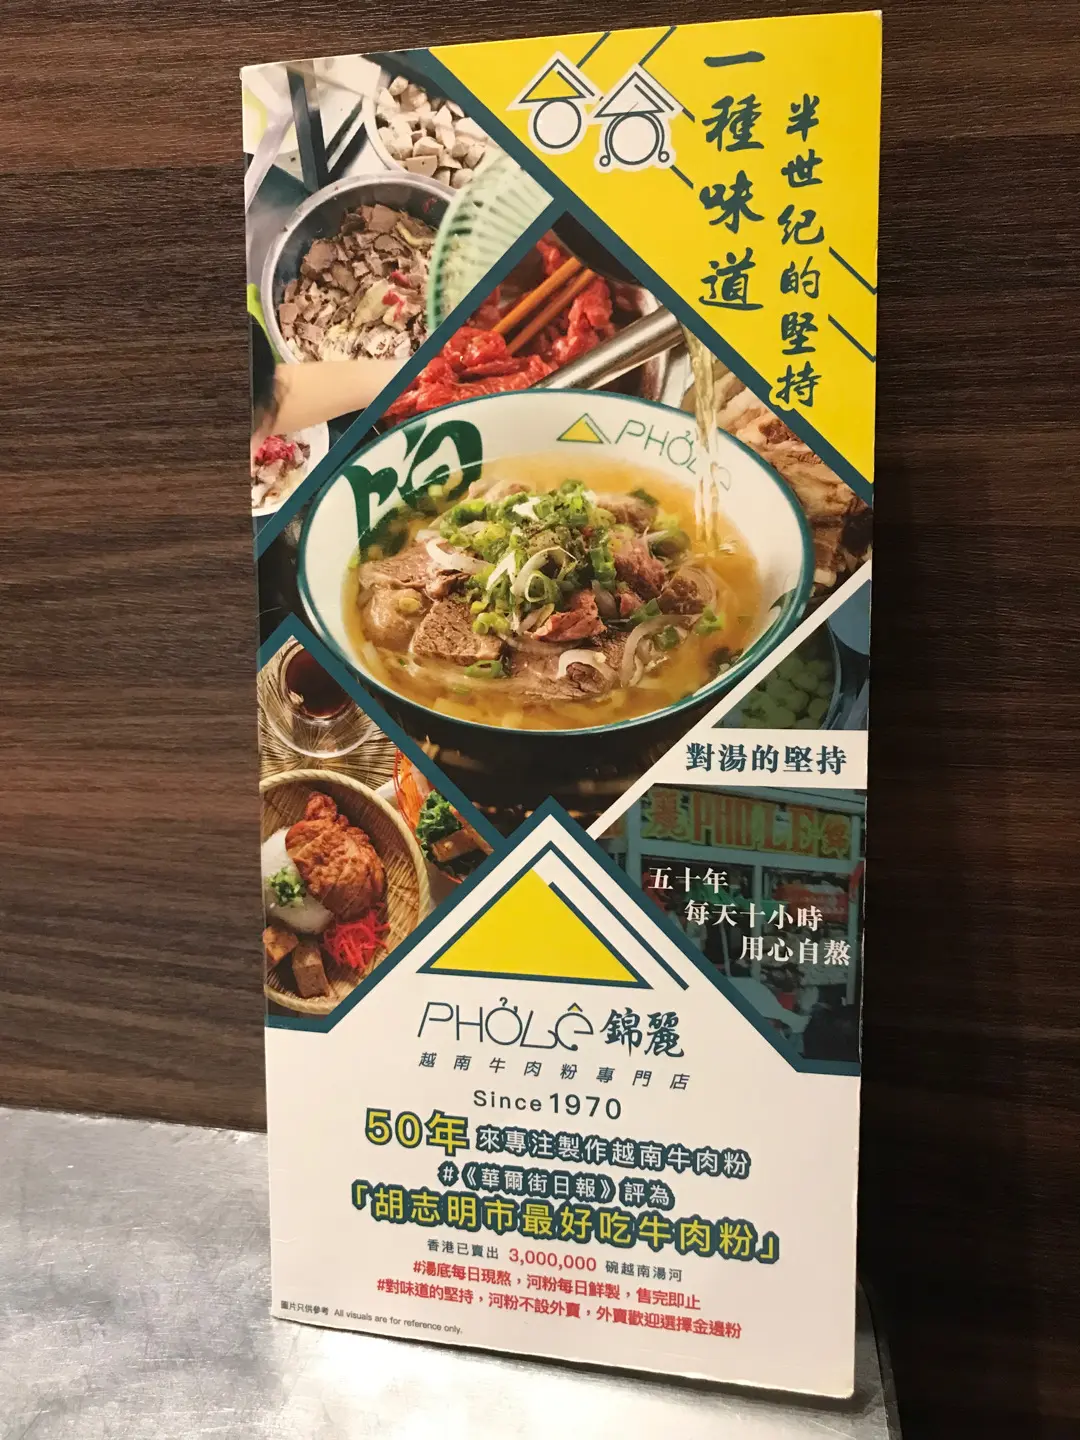 一種味道
半世紀的堅持
PHỞLÊ
對湯的堅持
麗 PHO LE 錦
五十年
每天十小時
用心自熬
PHỞLÊ 錦麗
越南牛肉粉專門店
Since 1970
50年來專注製作越南牛肉粉
#《華爾街日報》評為
「胡志明市最好吃牛肉粉」
香港已賣出 3,000,000 碗越南湯河
#湯底每日現熬，河粉每日鮮製，售完即止
#對味道的堅持，河粉不設外賣，外賣歡迎選擇金邊粉
圖片只供參考 All visuals are for reference only.